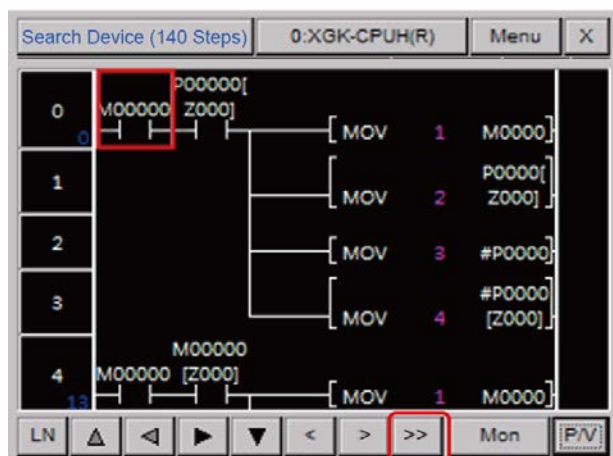 Search Device (140 Steps) 0:XGK-CPUH(R) Menu X
P00000[
0 M00000 Z000]
0 MOV 1 M0000]
P0000[
1 Z000]
MOV 2
2 MOV 3 #P0000]
#P0000
3 MOV 4 [Z000]
M00000
4 M00000 [Z000]
13 MOV 1 M0000]
LN < > >> Mon P/V